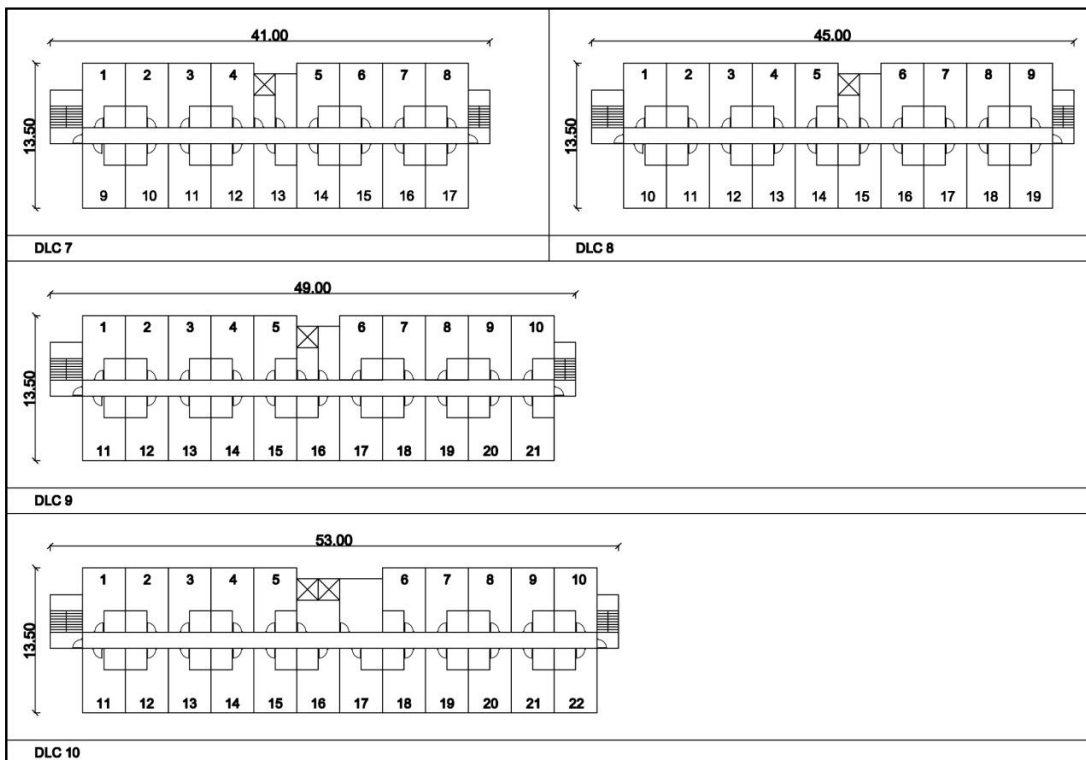 41.00
1 2 3 4 5 6 7 8
13.50
9 10 11 12 13 14 15 16 17
DLC 7
45.00
1 2 3 4 5 6 7 8 9
13.50
10 11 12 13 14 15 16 17 18 19
DLC 8
49.00
1 2 3 4 5 6 7 8 9 10
13.50
11 12 13 14 15 16 17 18 19 20 21
DLC 9
53.00
1 2 3 4 5 6 7 8 9 10
13.50
11 12 13 14 15 16 17 18 19 20 21 22
DLC 10